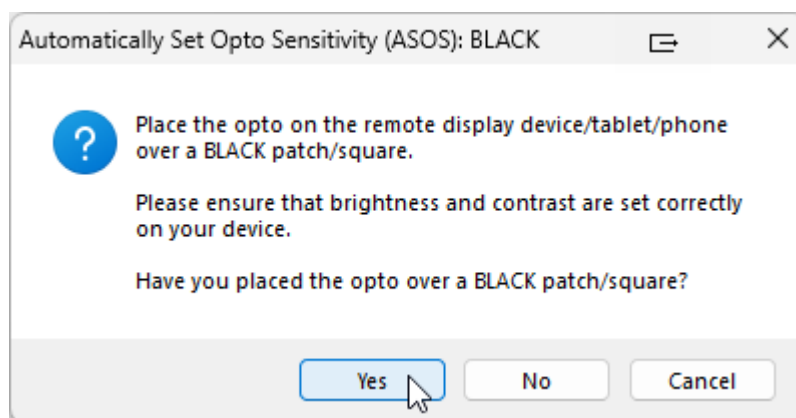 Automatically Set Opto Sensitivity (ASOS): BLACK
Place the opto on the remote display device/tablet/phone
over a BLACK patch/square.
Please ensure that brightness and contrast are set correctly
on your device.
Have you placed the opto over a BLACK patch/square?
Yes
No
Cancel